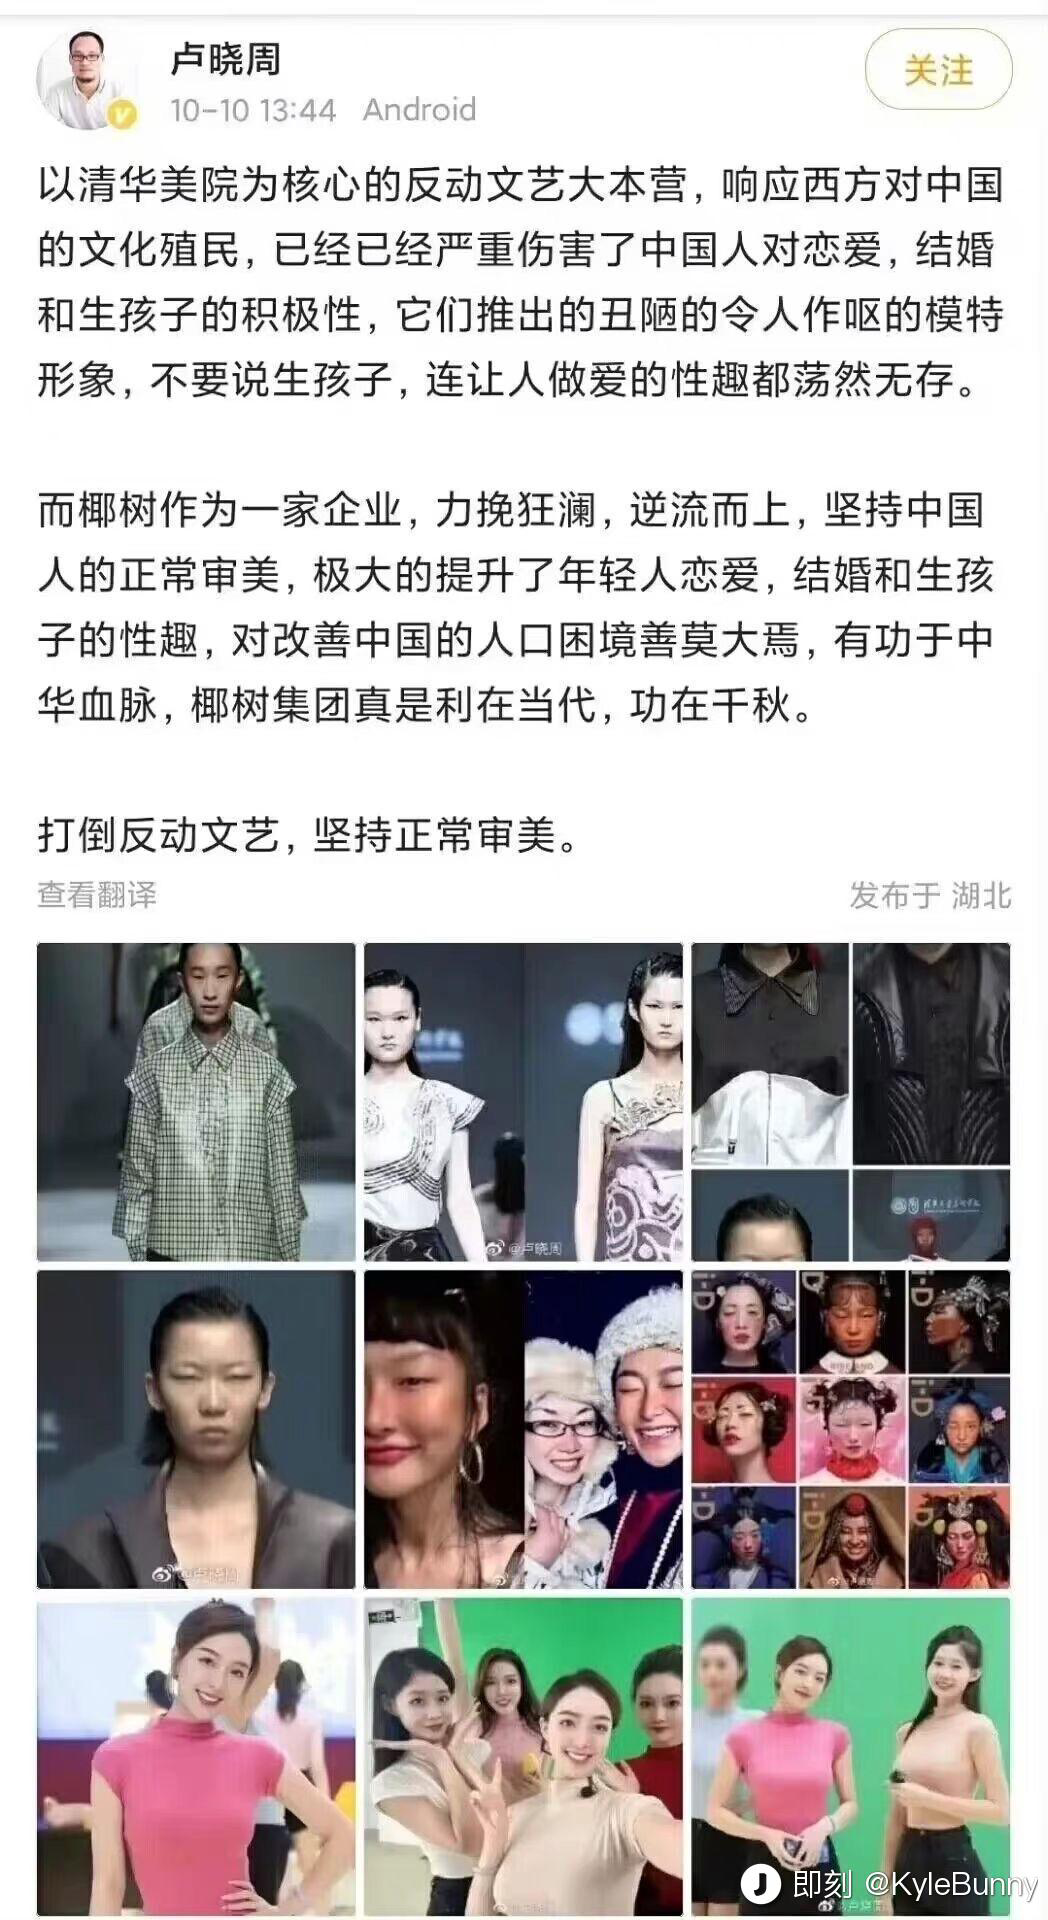 卢晓周
10-10 13:44 Android
关注
以清华美院为核心的反动文艺大本营，响应西方对中国
的文化殖民，已经已经严重伤害了中国人对恋爱，结婚
和生孩子的积极性，它们推出的丑陋的令人作呕的模特
形象，不要说生孩子，连让人做爱的性趣都荡然无存。
而椰树作为一家企业，力挽狂澜，逆流而上，坚持中国
人的正常审美，极大的提升了年轻人恋爱，结婚和生孩
子的性趣，对改善中国的人口困境善莫大焉，有功于中
华血脉，椰树集团真是利在当代，功在千秋。
打倒反动文艺，坚持正常审美。
查看翻译
发布于 湖北
@卢晓周
@卢晓周
i-D
即刻 @KyleBunny